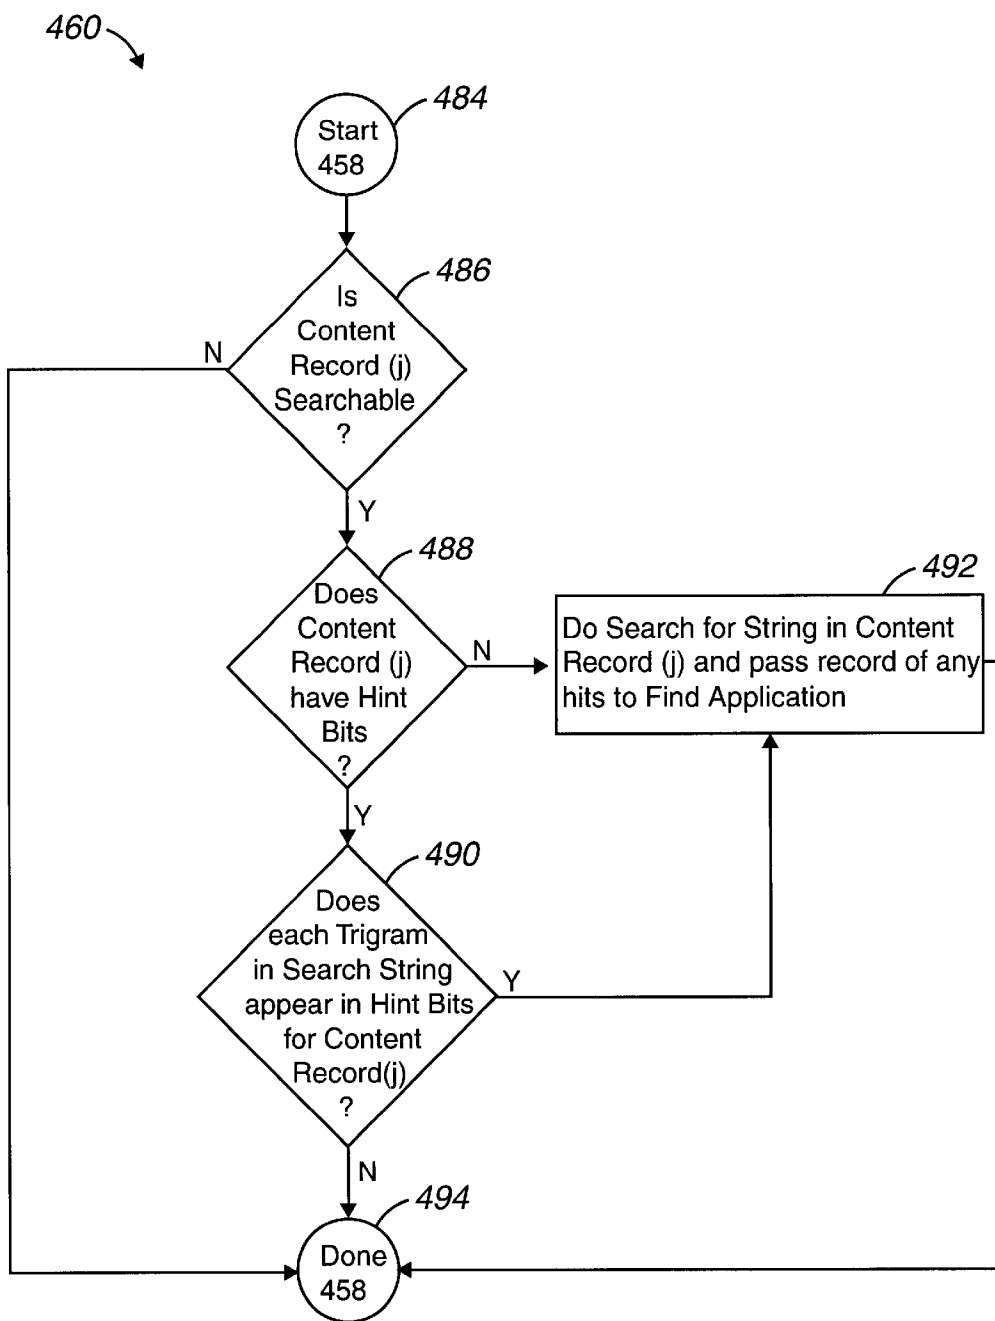 460
484
Start
458
486
Is
Content
Record (j)
Searchable
?
N
Y
488
Does
Content
Record (j)
have Hint
Bits
?
N
492
Do Search for String in Content
Record (j) and pass record of any
hits to Find Application
Y
490
Does
each Trigram
in Search String
appear in Hint Bits
for Content
Record(j)
?
Y
N
494
Done
458